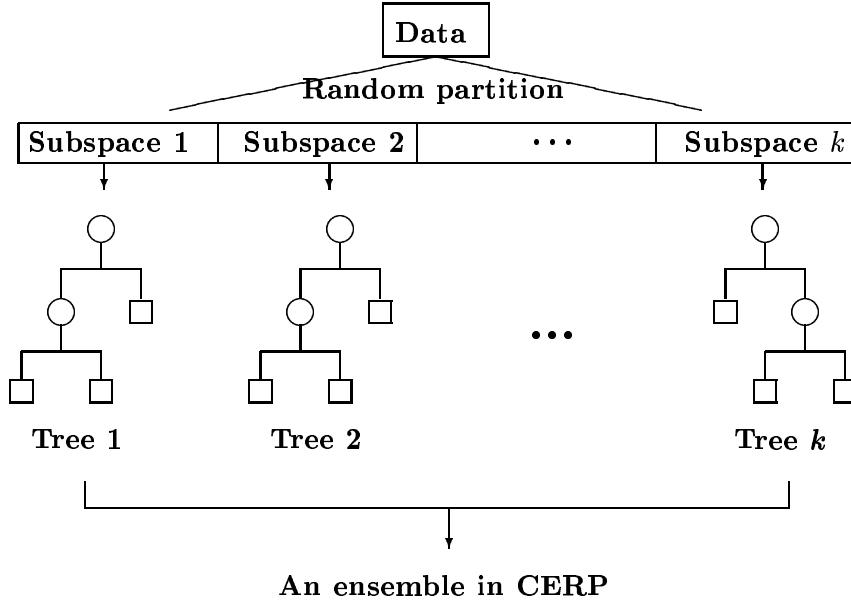 Data
Random partition
Subspace 1 Subspace 2 ··· Subspace k
...
Tree 1 Tree 2 Tree k
An ensemble in CERP